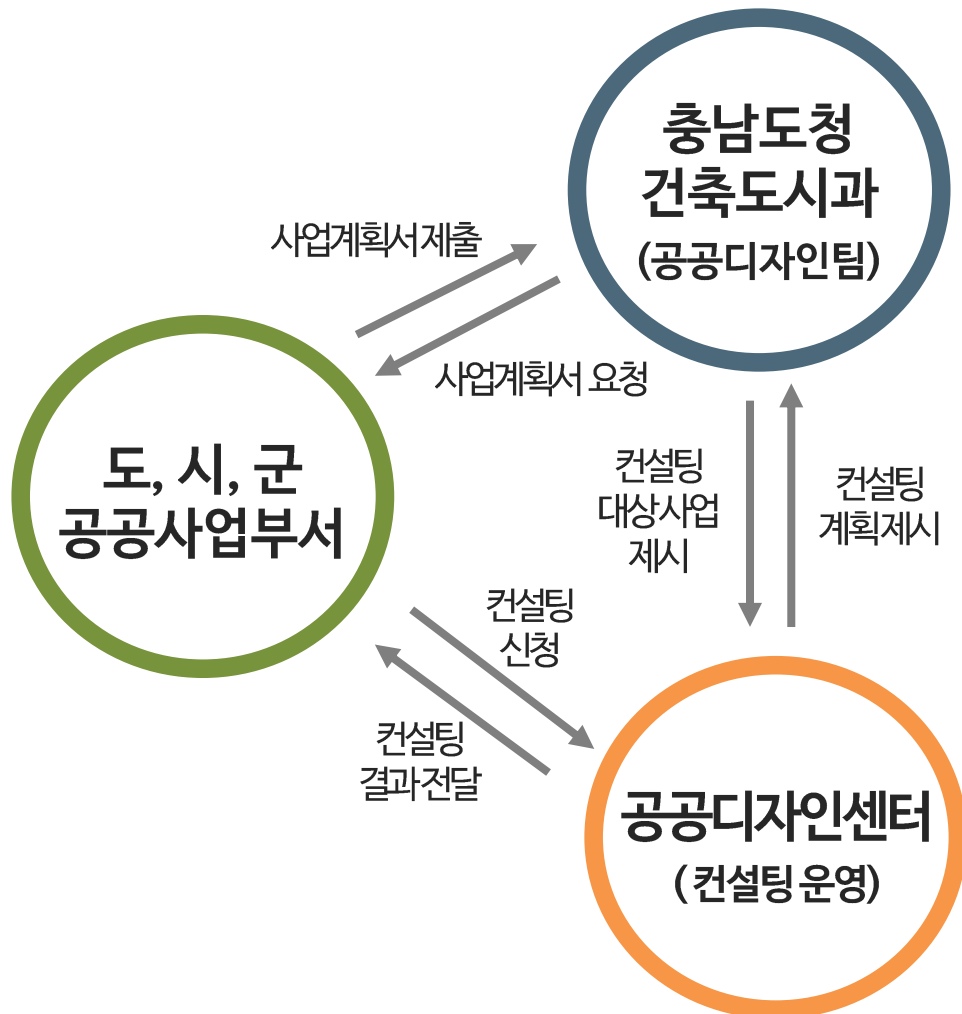 충남도청
건축도시과
(공공디자인팀)
사업계획서 제출
사업계획서 요청
도, 시, 군
공공사업부서
컨설팅
대상사업
제시
컨설팅
계획제시
컨설팅
신청
컨설팅
결과전달
공공디자인센터
( 컨설팅 운영)